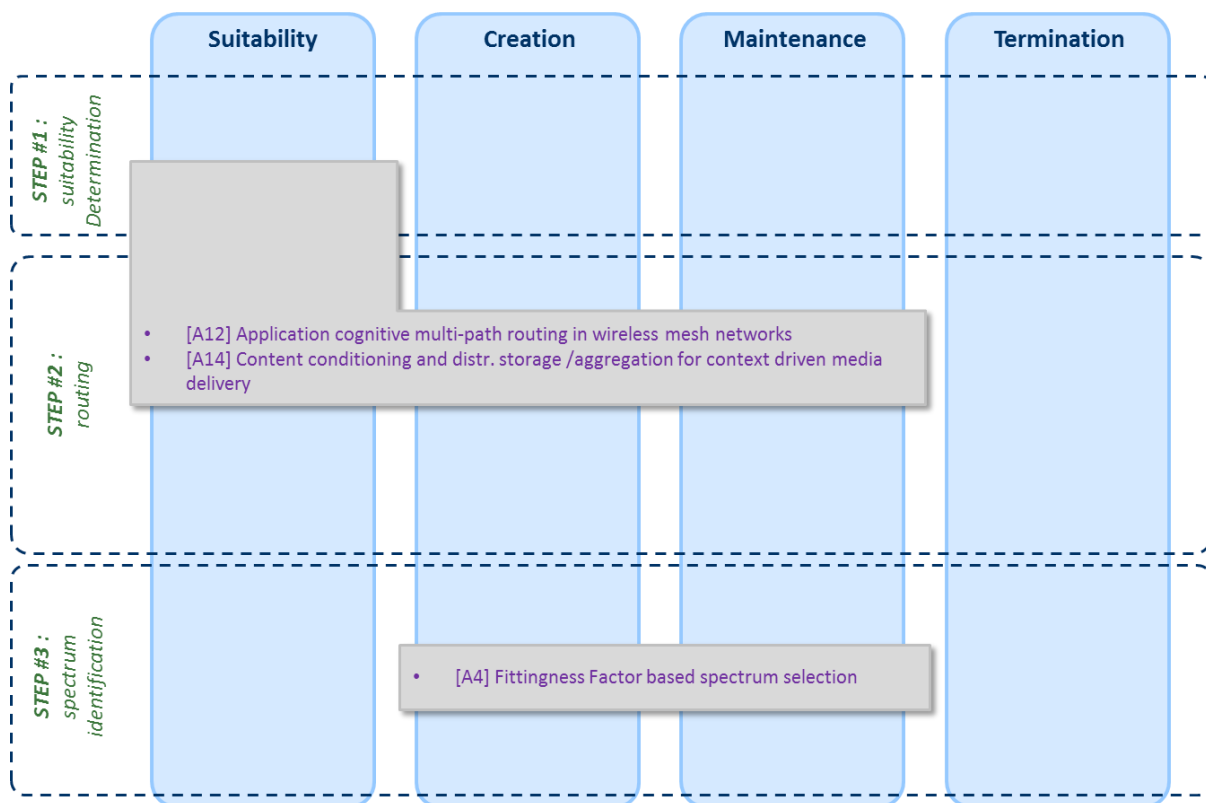 Suitability
Creation
Maintenance
Termination
STEP #1 :
suitability
Determination
• [A12] Application cognitive multi-path routing in wireless mesh networks
• [A14] Content conditioning and distr. storage /aggregation for context driven media
delivery
STEP #2 :
routing
STEP #3 :
spectrum
identification
• [A4] Fittingness Factor based spectrum selection